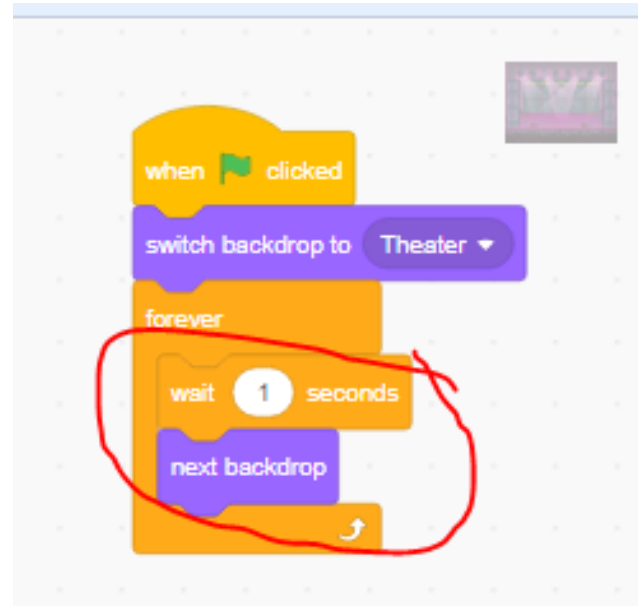 when clicked
switch backdrop to Theater
forever
wait 1 seconds
next backdrop